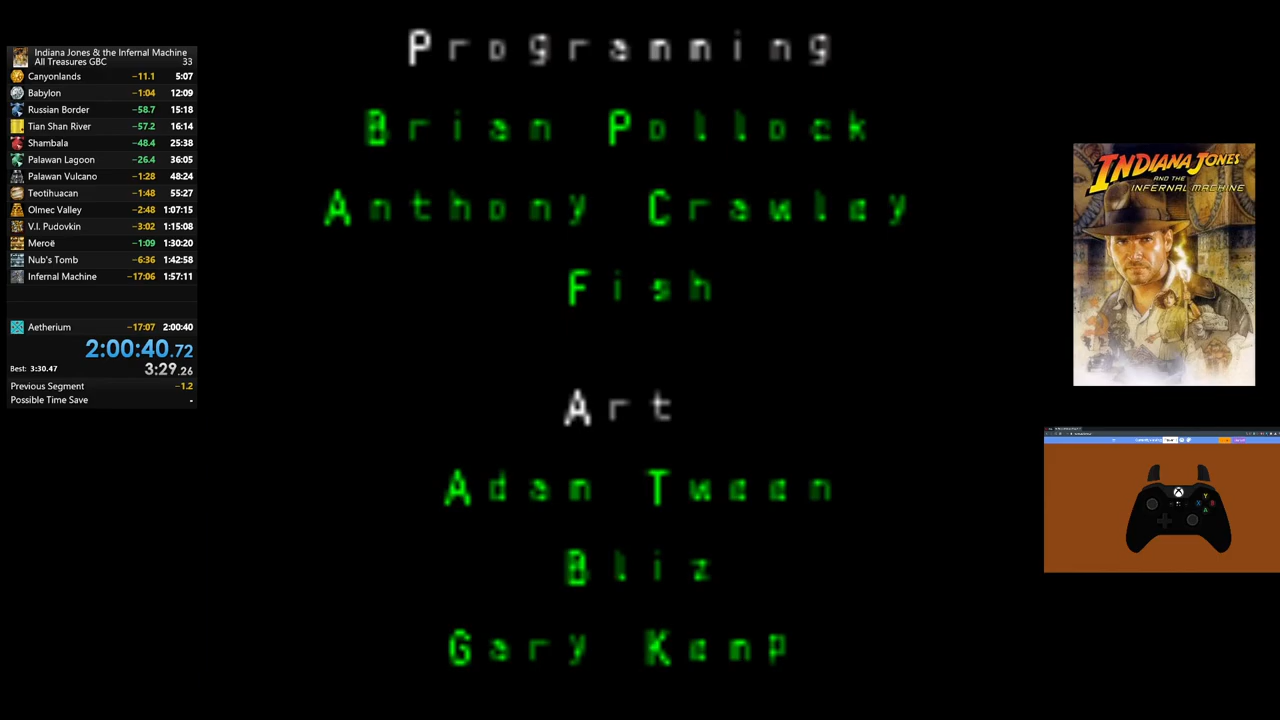 Indiana Jones & the Infernal Machine
All Treasures GBC 33
Canyonlands -11.1 5:07
Babylon -1:04 12:09
Russian Border -58.7 15:18
Tian Shan River -57.2 16:14
Shambala -48.4 25:38
Palawan Lagoon -26.4 36:05
Palawan Vulcano -1:28 48:24
Teotihuacan -1:48 55:27
Olmec Valley -2:48 1:07:15
V.I. Pudovkin -3:02 1:15:08
Meroë -1:09 1:30:20
Nub's Tomb -6:36 1:42:58
Infernal Machine -17:06 1:57:11
Aetherium -17:07 2:00:40
2:00:40.72
Best: 3:30.47 3:29.26
Previous Segment -1.2
Possible Time Save -
Programming
Brian Pollock
Anthony Crawley
Fish
Art
Adam Tween
Bliz
Gary Kemp
INDIANA JONES
AND THE
INFERNAL MACHINE
Y
X
B
A